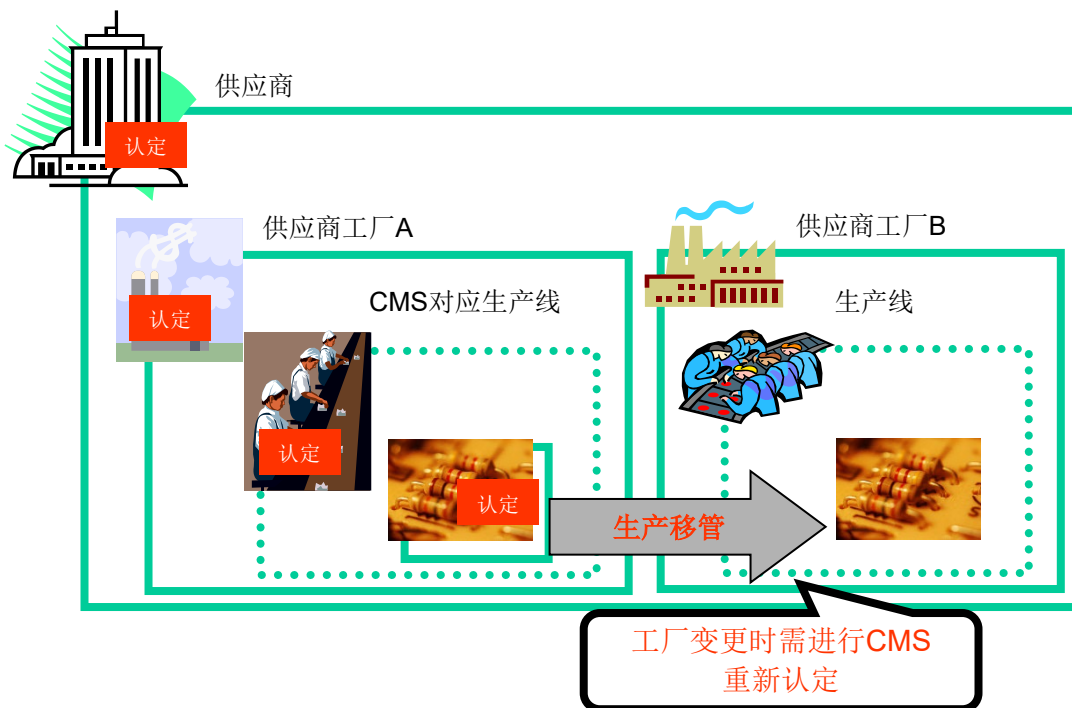 供应商
认定
供应商工厂A
供应商工厂B
认定
CMS对应生产线
生产线
认定
认定
生产移管
工厂变更时需进行CMS
重新认定